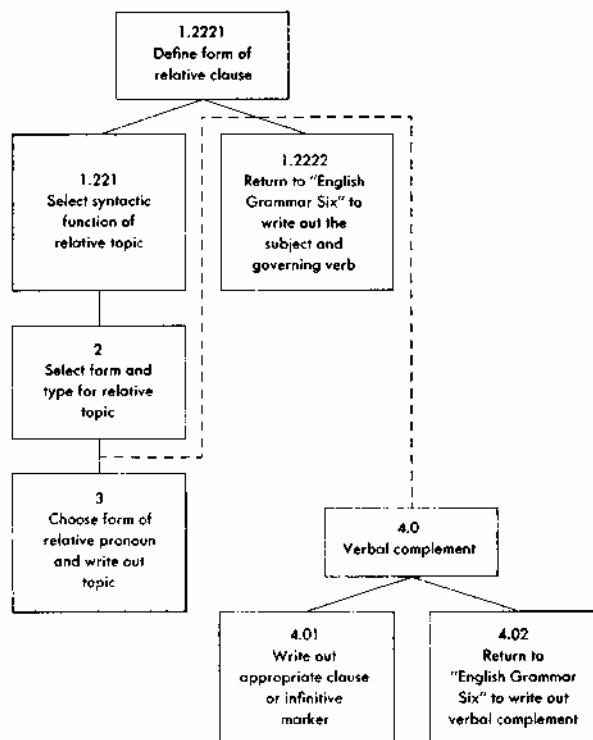 1.2221
Define form of
relative clause
1.221
Select syntactic
function of
relative topic
1.2222
Return to "English
Grammar Six" to
write out the
subject and
governing verb
2
Select form and
type for relative
topic
3
Choose form of
relative pronoun
and write out
topic
4.0
Verbal complement
4.01
Write out
appropriate clause
or infinitive
marker
4.02
Return to
"English Grammar
Six" to write out
verbal complement